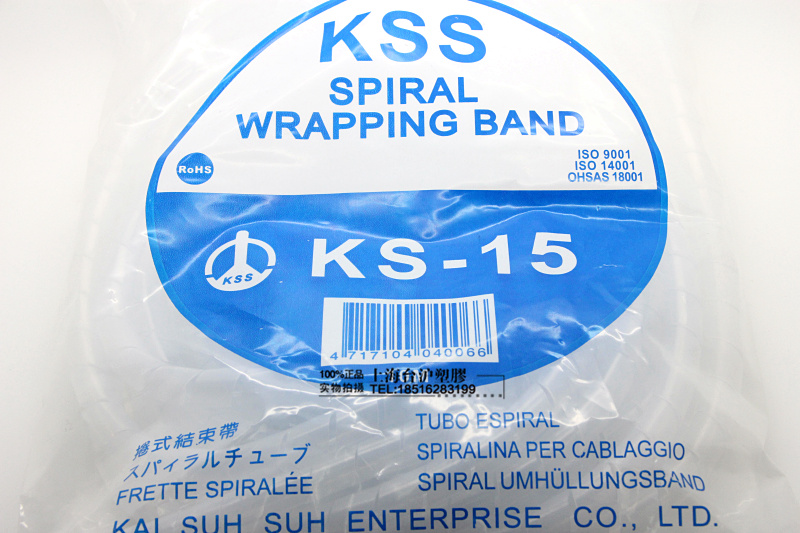 KSS
SPIRAL
WRAPPING BAND
RoHS
ISO 9001
ISO 14001
OHSAS 18001
KSS
KS-15
4 717104 040066
100%正品 上海台沪塑膠
实物拍摄 TEL:18516283199
捲式結束帶
スパィラルチューブ
FRETTE SPIRALÉE
TUBO ESPIRAL
SPIRALINA PER CABLAGGIO
SPIRAL UMHÜLLUNGSBAND
KAI SUH SUH ENTERPRISE CO., LTD.